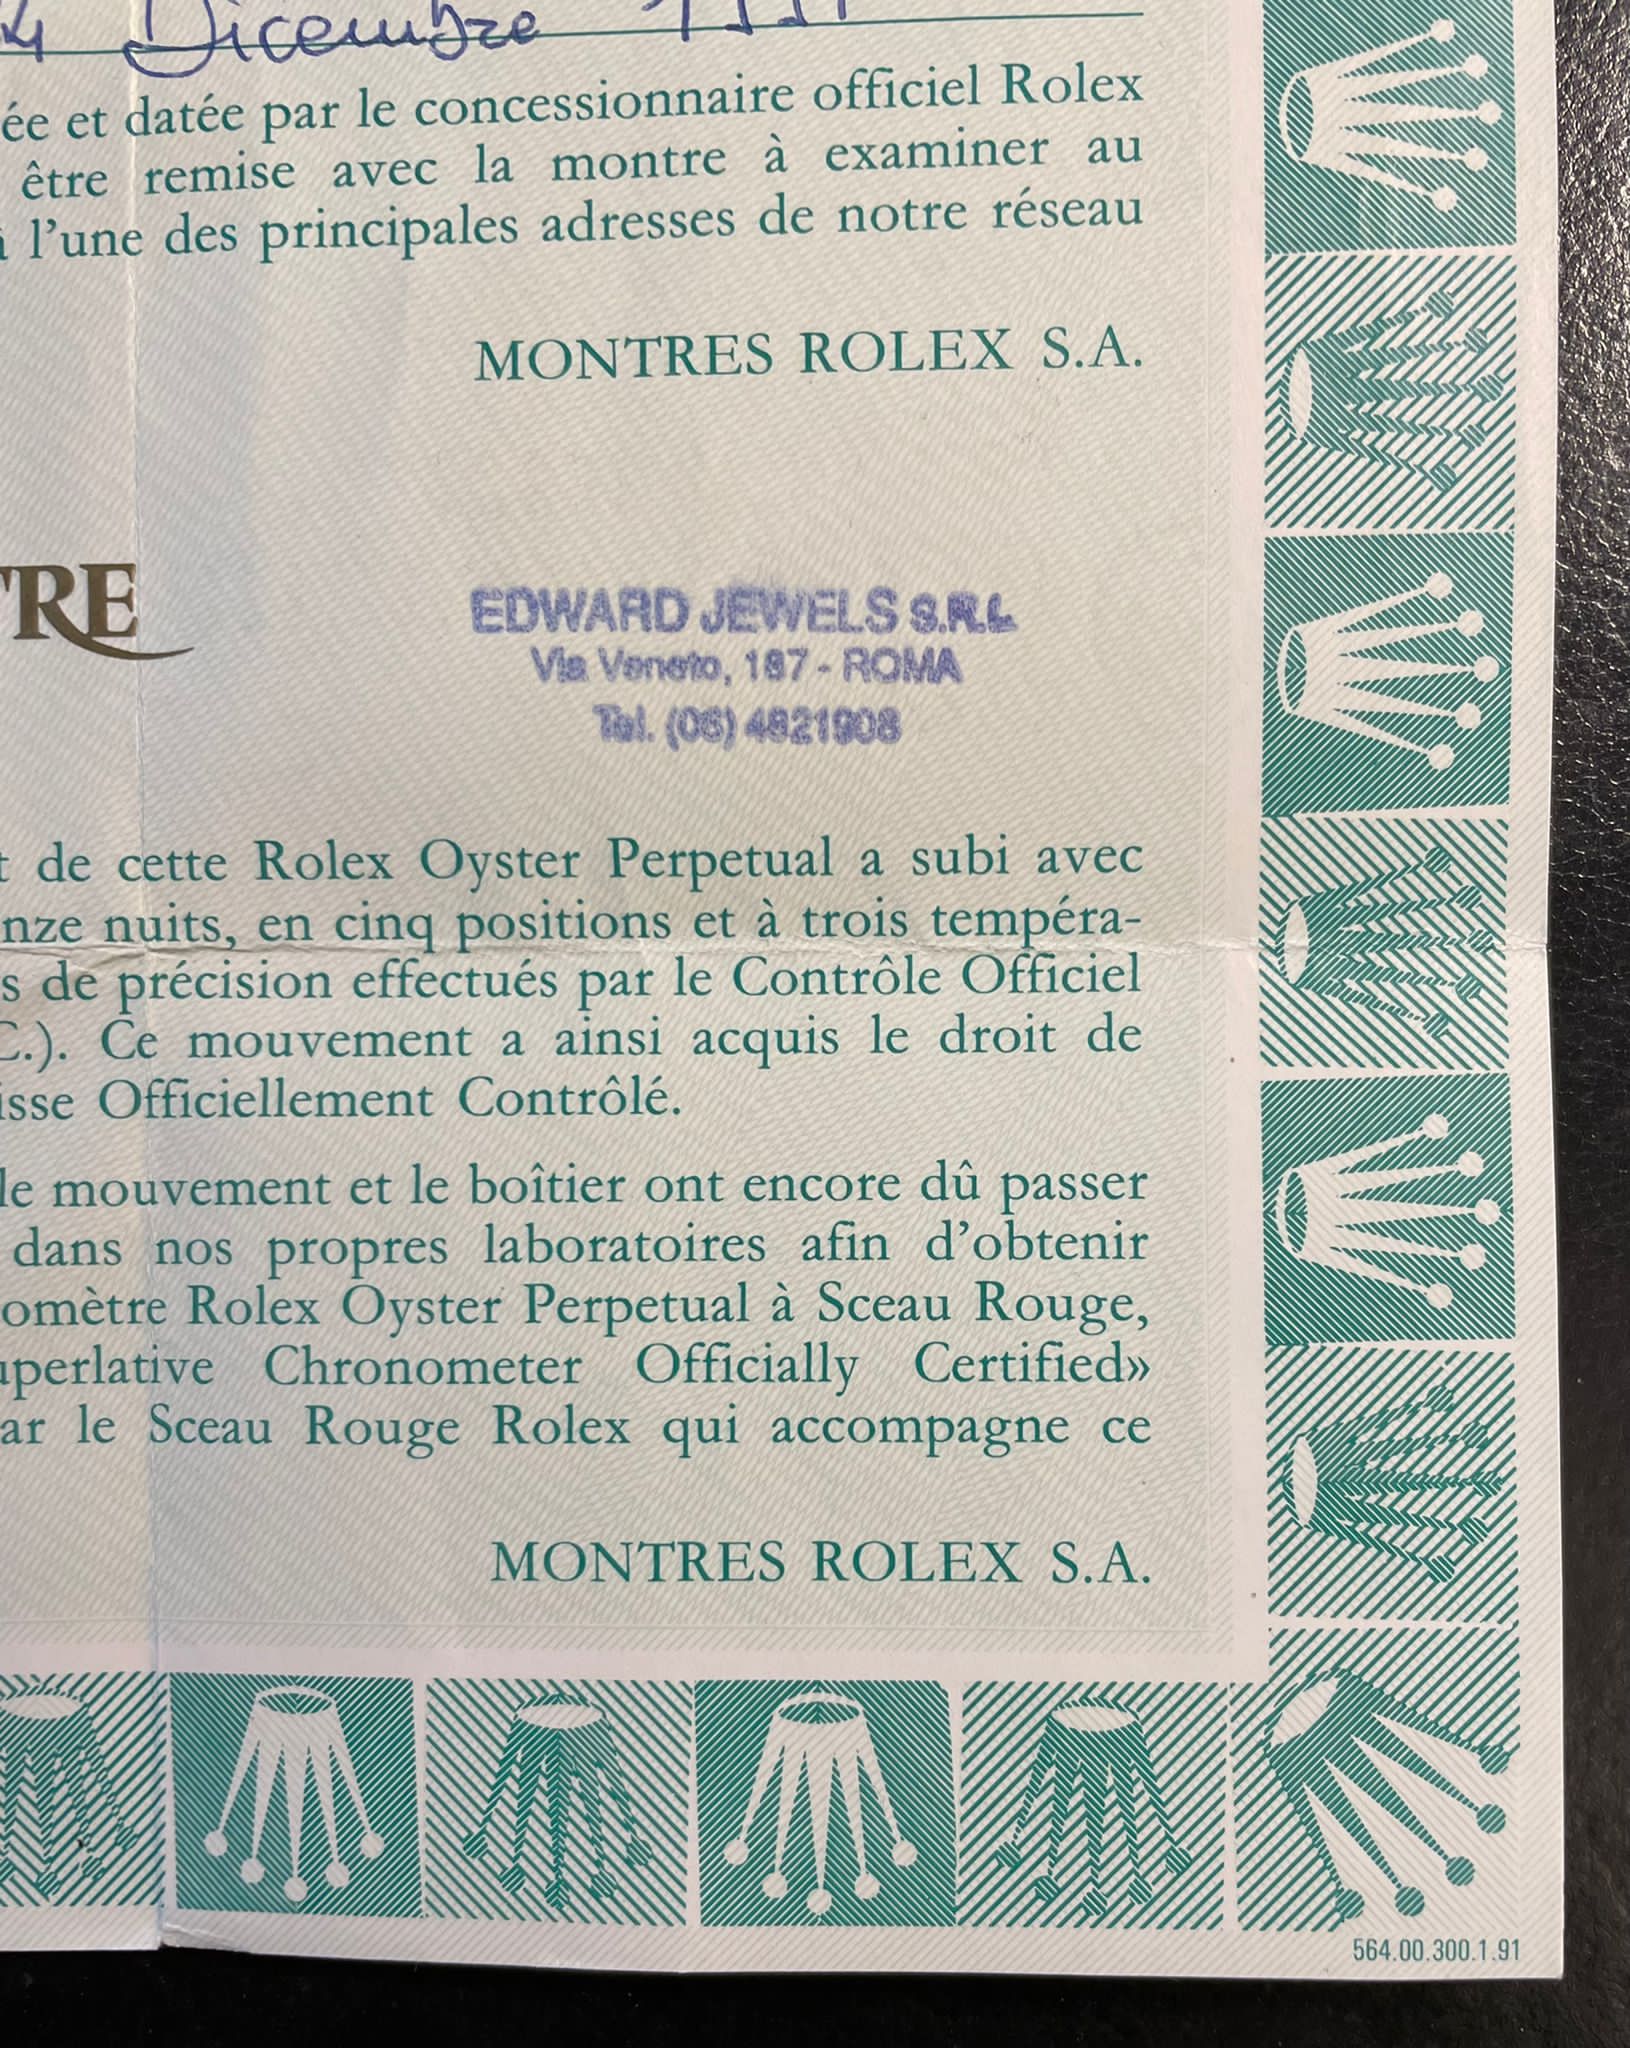 Dicembre
ée et datée par le concessionnaire officiel Rolex
être remise avec la montre à examiner au
l'une des principales adresses de notre réseau
MONTRES ROLEX S.A.
TRE
EDWARD JEWELS S.R.L.
Via Veneto, 187 - ROMA
Tel. (06) 4821908
t de cette Rolex Oyster Perpetual a subi avec
nze nuits, en cinq positions et à trois tempéra-
s de précision effectués par le Contrôle Officiel
C.). Ce mouvement a ainsi acquis le droit de
isse Officiellement Contrôlé.
le mouvement et le boîtier ont encore dû passer
dans nos propres laboratoires afin d'obtenir
omètre Rolex Oyster Perpetual à Sceau Rouge,
uperlative Chronometer Officially Certified»
ar le Sceau Rouge Rolex qui accompagne ce
MONTRES ROLEX S.A.
564.00.300.1.91